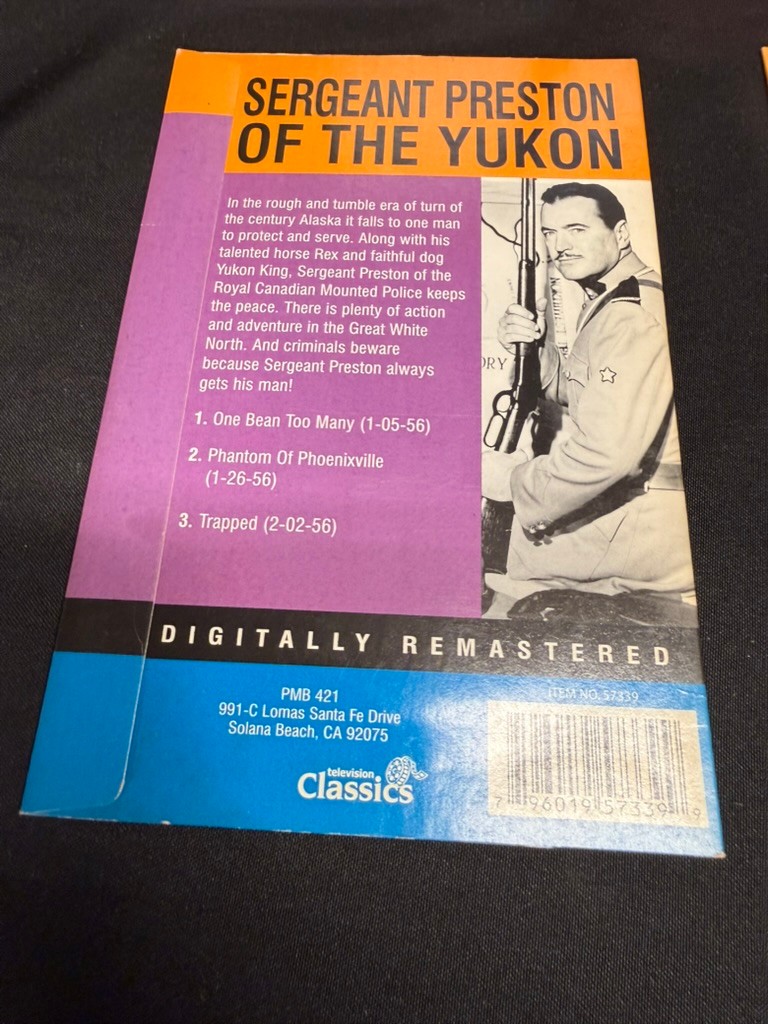 SERGEANT PRESTON
OF THE YUKON
In the rough and tumble era of turn of
the century Alaska it falls to one man
to protect and serve. Along with his
talented horse Rex and faithful dog
Yukon King, Sergeant Preston of the
Royal Canadian Mounted Police keeps
the peace. There is plenty of action
and adventure in the Great White
North. And criminals beware
because Sergeant Preston always
gets his man!
ORY
1. One Bean Too Many (1-05-56)
2. Phantom Of Phoenixville
(1-26-56)
3. Trapped (2-02-56)
DIGITALLY REMASTERED
PMB 421
991-C Lomas Santa Fe Drive
Solana Beach, CA 92075
television
Classics
ITEM NO. 57339
7 96019 57339 9